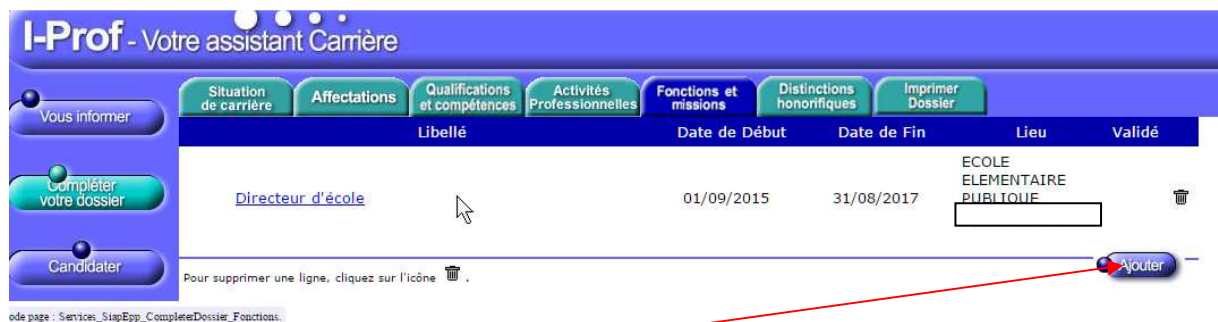 I-Prof - Votre assistant Carrière
Situation de carrière
Affectations
Qualifications et compétences
Activités Professionnelles
Fonctions et missions
Distinctions honorifiques
Imprimer Dossier
Vous informer
Libellé Date de Début Date de Fin Lieu Validé
Compléter votre dossier
Directeur d'école 01/09/2015 31/08/2017 ECOLE
ELEMENTAIRE
PUBLIQUE
Candidater
Pour supprimer une ligne, cliquez sur l'icône .
Ajouter
ode page : Services_SiapEpp_CompleterDossier_Fonctions.